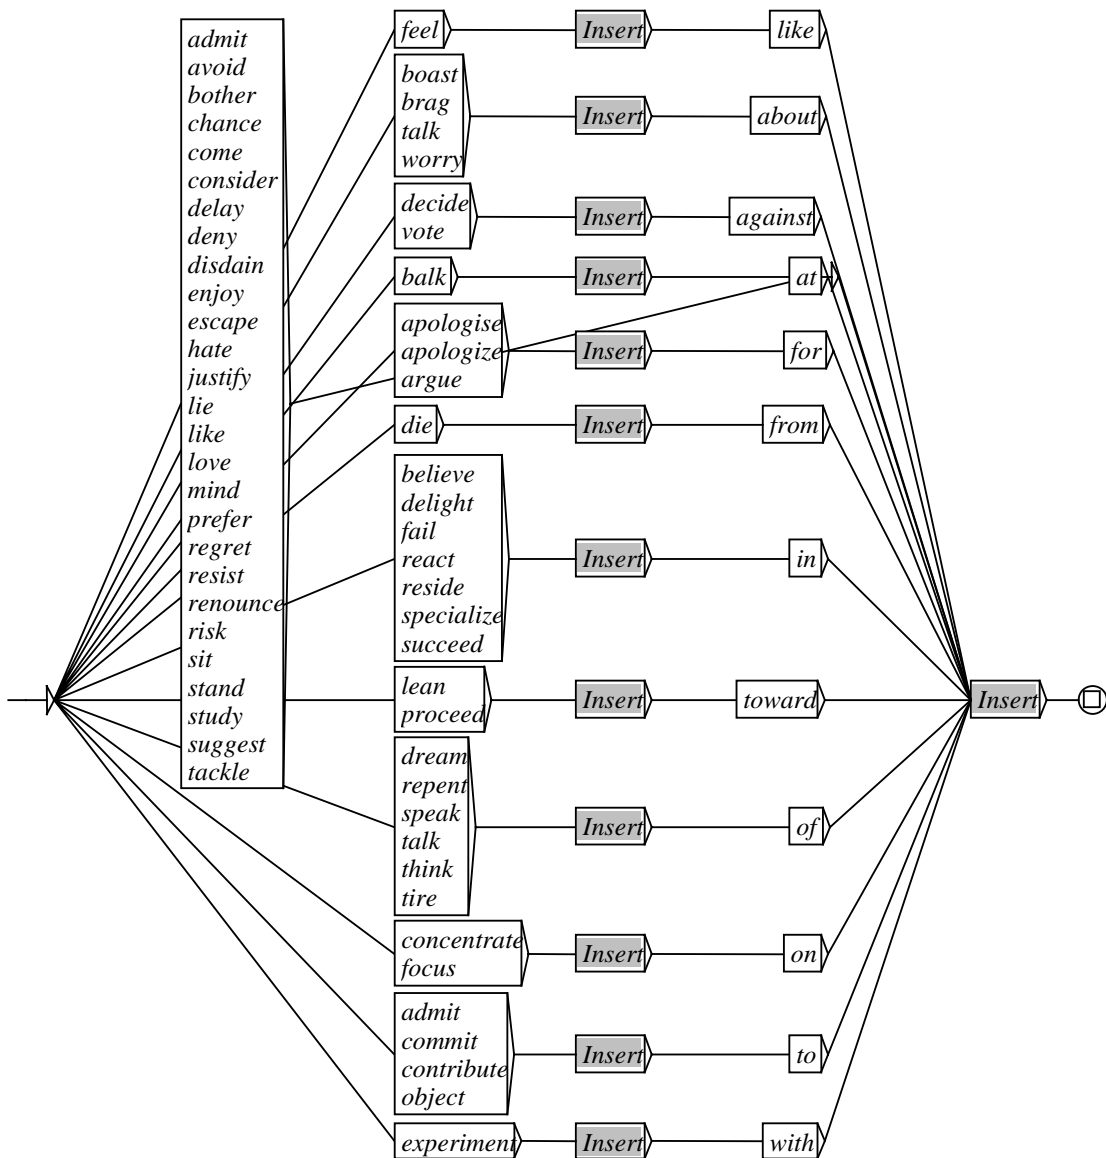 admit
avoid
bother
chance
come
consider
delay
deny
disdain
enjoy
escape
hate
justify
lie
like
love
mind
prefer
regret
resist
renounce
risk
sit
stand
study
suggest
tackle
feel
Insert
like
boast
brag
talk
worry
Insert
about
decide
vote
Insert
against
balk
Insert
at
apologise
apologize
argue
Insert
for
die
Insert
from
believe
delight
fail
react
reside
specialize
succeed
Insert
in
lean
proceed
Insert
toward
dream
repent
speak
talk
think
tire
Insert
of
concentrate
focus
Insert
on
admit
commit
contribute
object
Insert
to
experiment
Insert
with
Insert